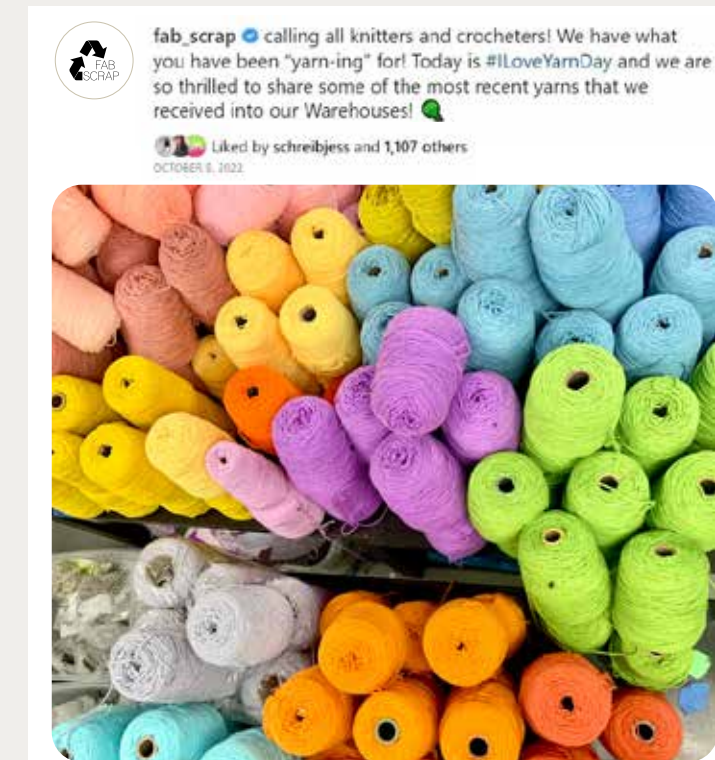 FAB
SCRAP
fab_scrap calling all knitters and crocheters! We have what
you have been "yarn-ing" for! Today is #ILoveYarnDay and we are
so thrilled to share some of the most recent yarns that we
received into our Warehouses!
Liked by schreibjess and 1,107 others
OCTOBER 8, 2022